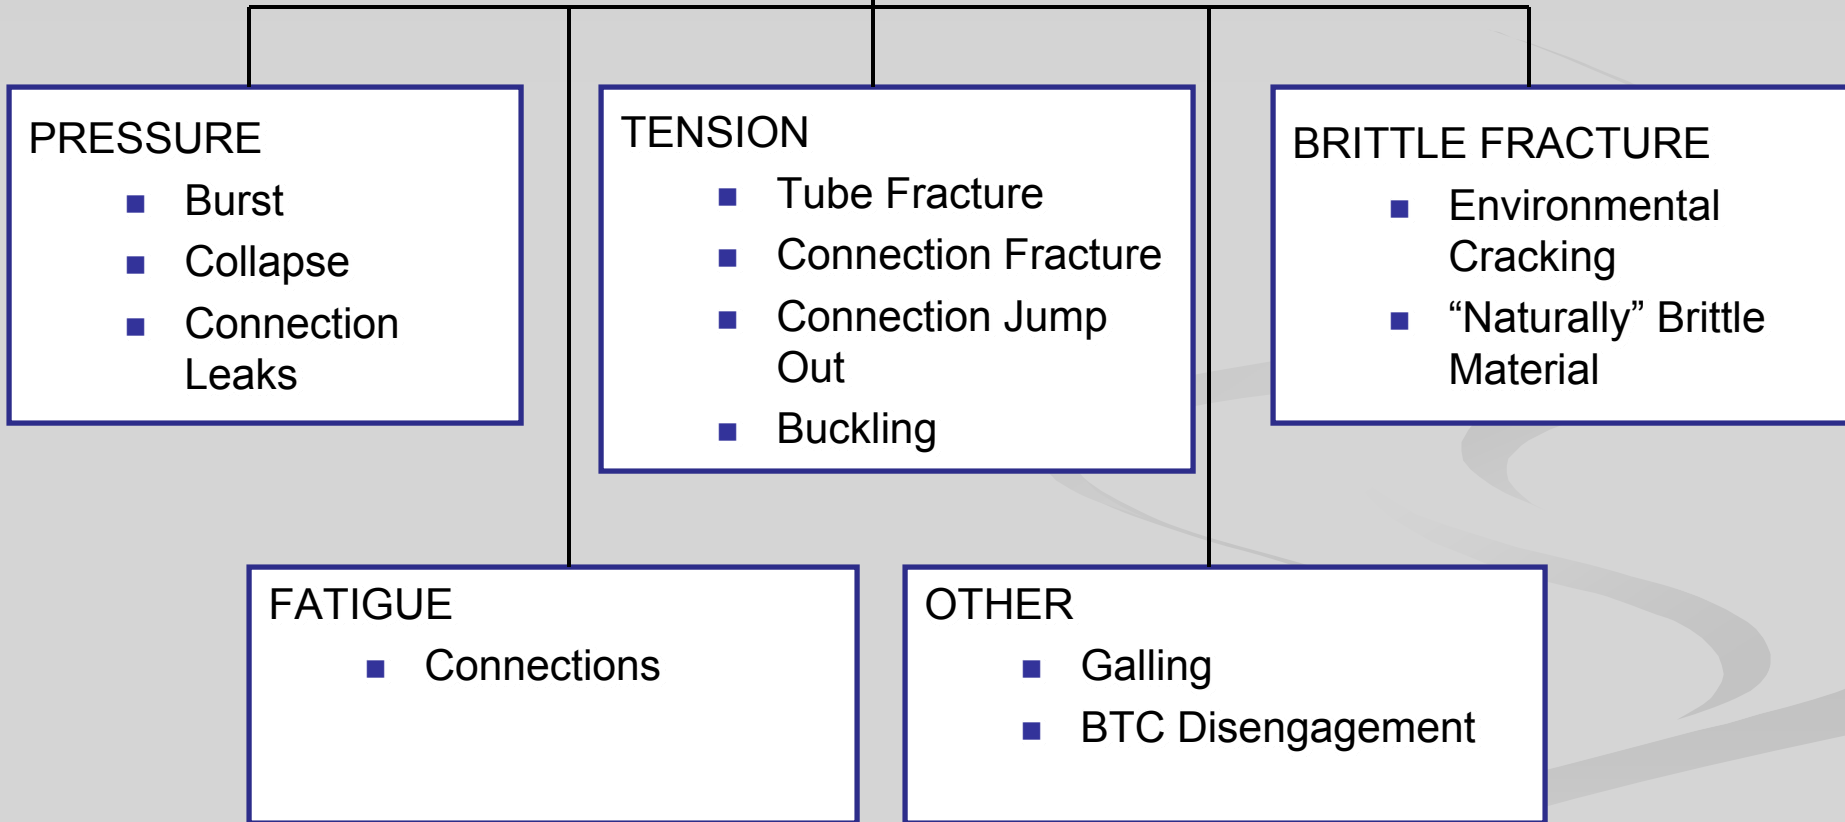 PRESSURE
Burst
Collapse
Connection
Leaks
TENSION
Tube Fracture
Connection Fracture
Connection Jump
Out
Buckling
BRITTLE FRACTURE
Environmental
Cracking
“Naturally” Brittle
Material
FATIGUE
Connections
OTHER
Galling
BTC Disengagement